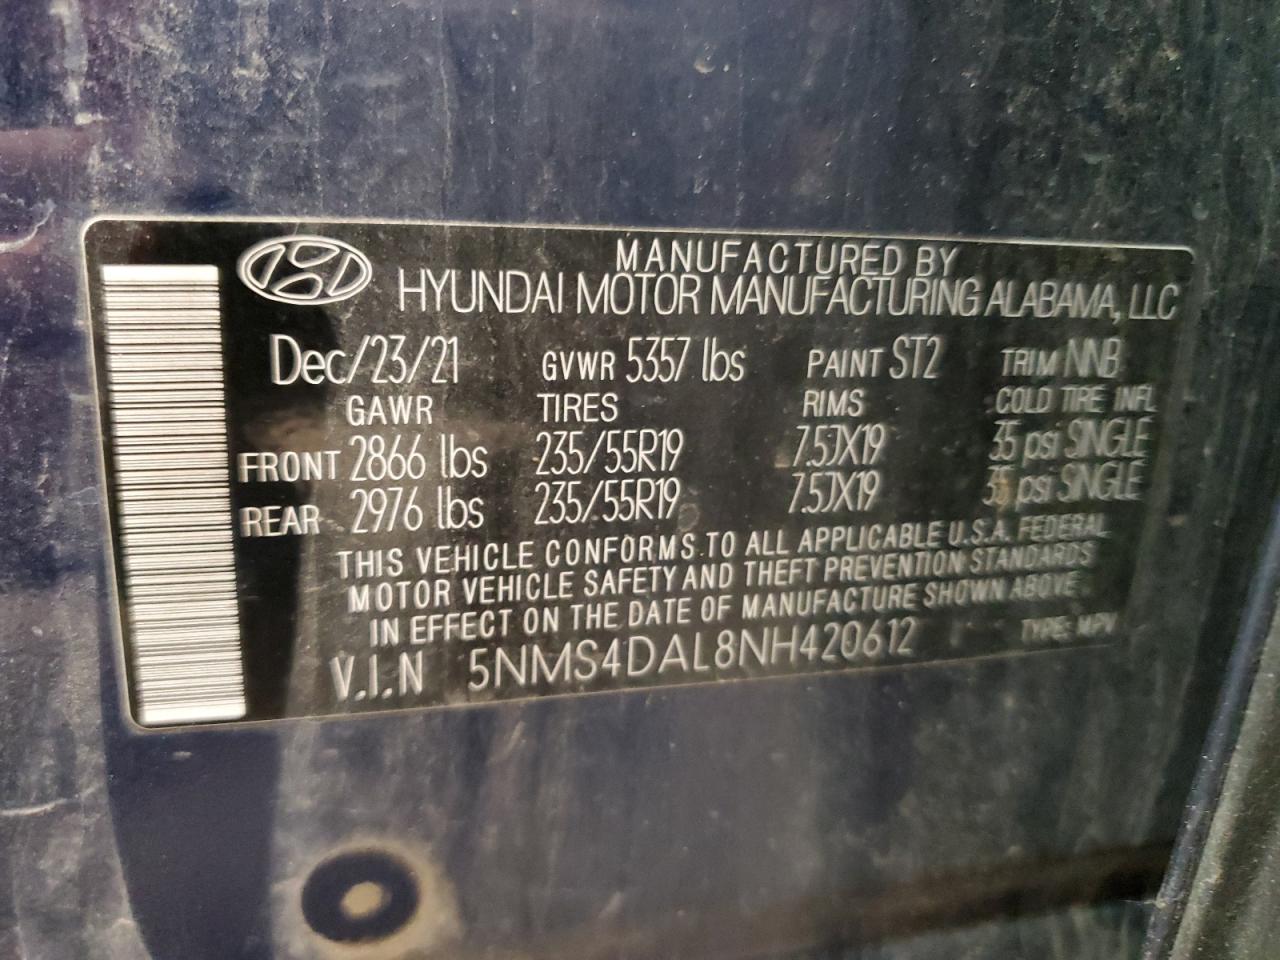 MANUFACTURED BY
HYUNDAI MOTOR MANUFACTURING ALABAMA, LLC
Dec/23/21 GVWR 5357 lbs PAINT ST2 TRIM NNB
GAWR TIRES RIMS COLD TIRE INFL
FRONT 2866 lbs 235/55R19 7.5JX19 35 psi SINGLE
REAR 2976 lbs 235/55R19 7.5JX19 35 psi SINGLE
THIS VEHICLE CONFORMS TO ALL APPLICABLE U.S.A. FEDERAL
MOTOR VEHICLE SAFETY AND THEFT PREVENTION STANDARDS
IN EFFECT ON THE DATE OF MANUFACTURE SHOWN ABOVE.
V.I.N 5NMS4DAL8NH420612 TYPE: MPV